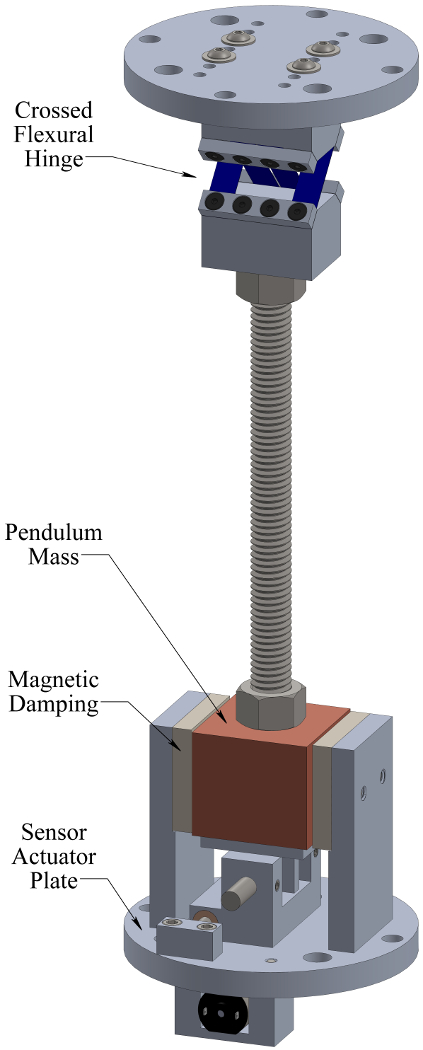 Crossed
Flexural
Hinge
Pendulum
Mass
Magnetic
Damping
Sensor
Actuator
Plate